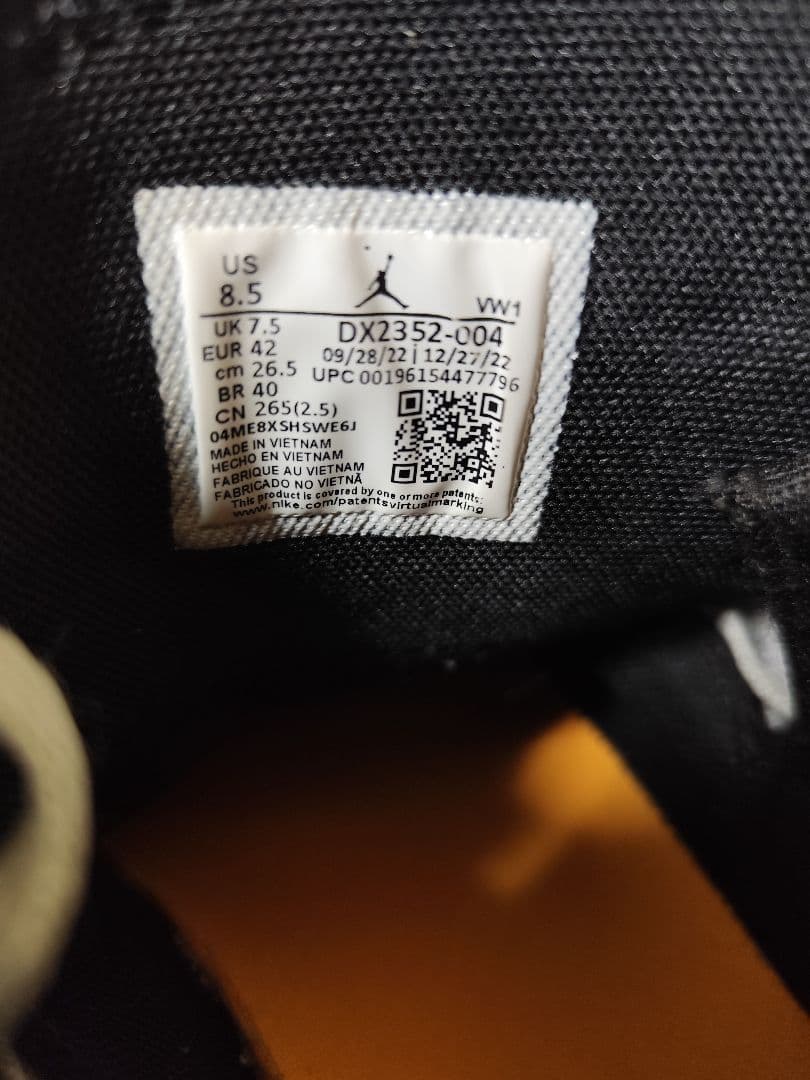 US
8.5
VW1
UK 7.5
DX2352-004
EUR 42
09/28/22 | 12/27/22
cm 26.5
UPC 00196154477796
BR 40
CN 265(2.5)
04ME8XSHSWE6J
MADE IN VIETNAM
HECHO EN VIETNAM
FABRIQUE AU VIETNAM
FABRICADO NO VIETNÃ
This product is covered by one or more patents:
www.nike.com/patentsvirtualmarking